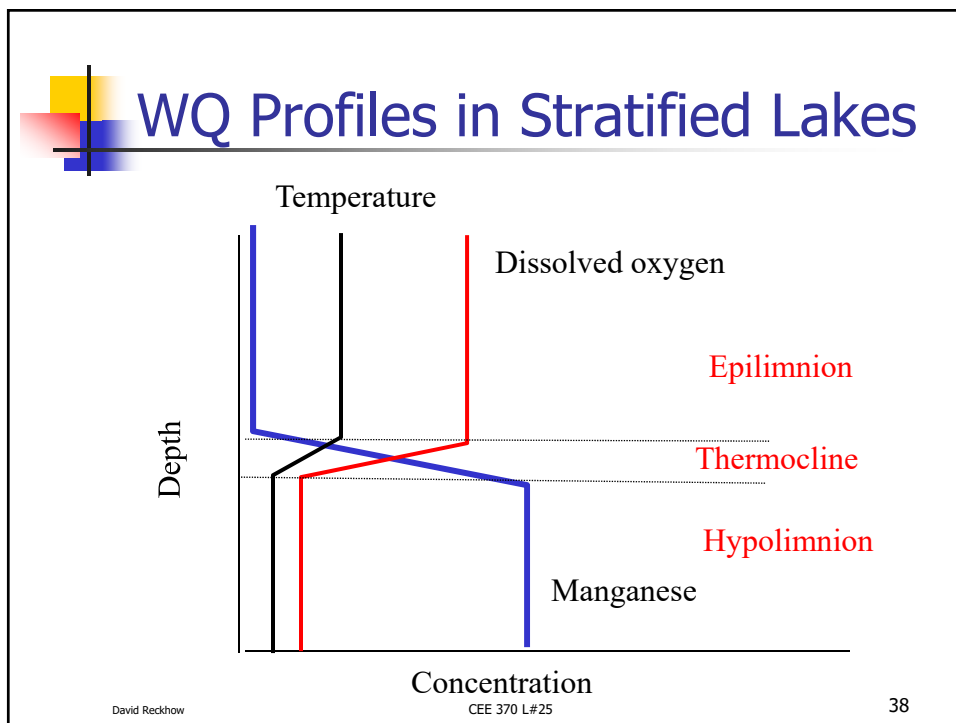 WQ Profiles in Stratified Lakes
Temperature
Dissolved oxygen
Epilimnion
Depth
Thermocline
Hypolimnion
Manganese
Concentration
David Reckhow
CEE 370 L#25
38